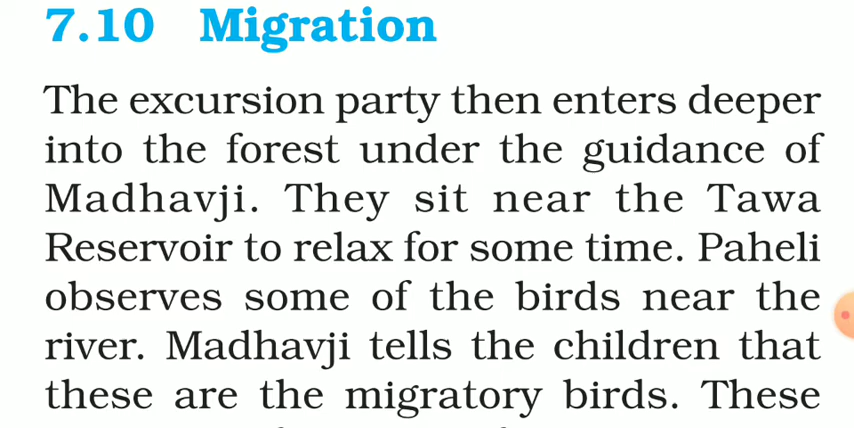 7.10 Migration
The excursion party then enters deeper
into the forest under the guidance of
Madhavji. They sit near the Tawa
Reservoir to relax for some time. Paheli
observes some of the birds near the
river. Madhavji tells the children that
these are the migratory birds. These